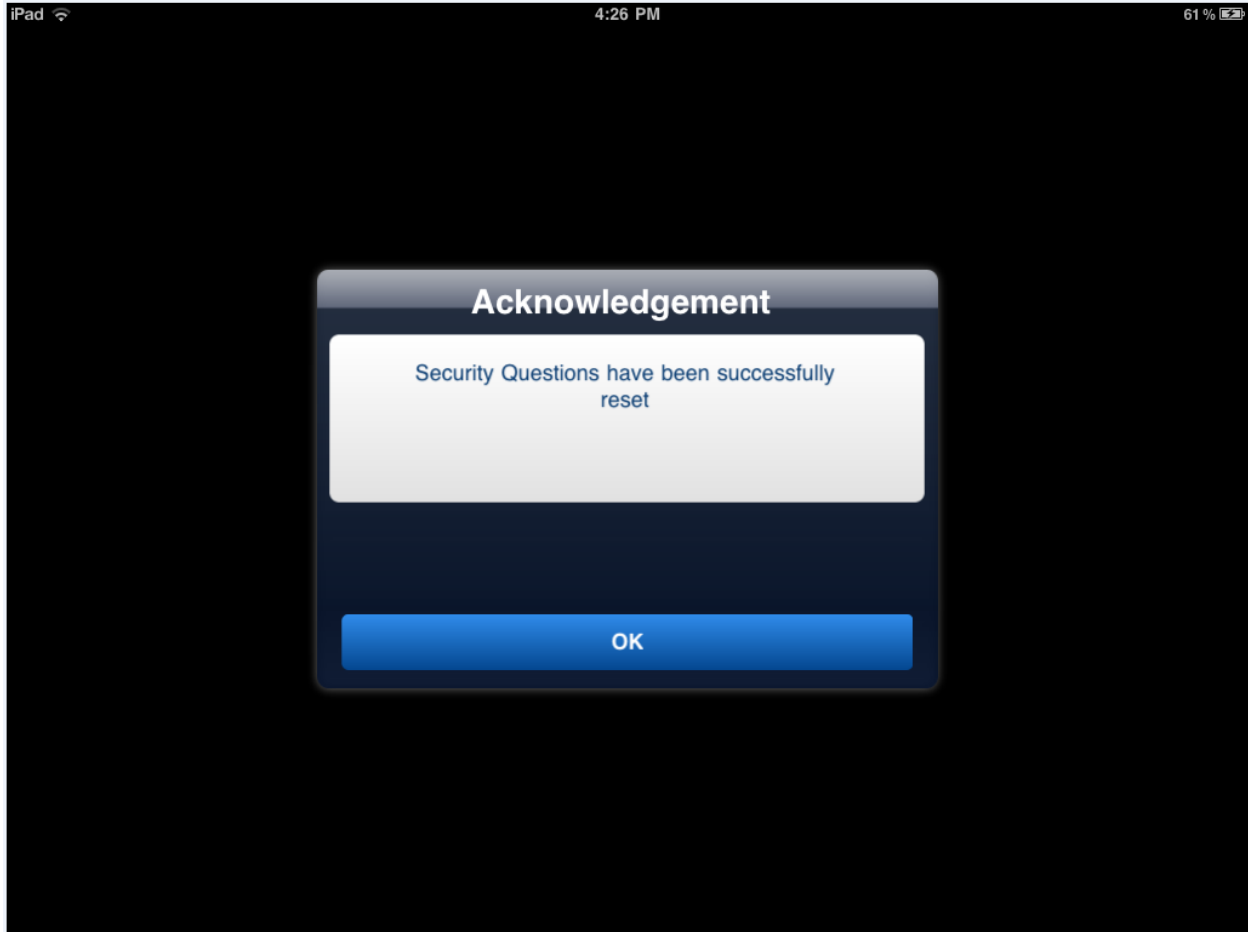 iPad 4:26 PM 61%
Acknowledgement
Security Questions have been successfully
reset
OK